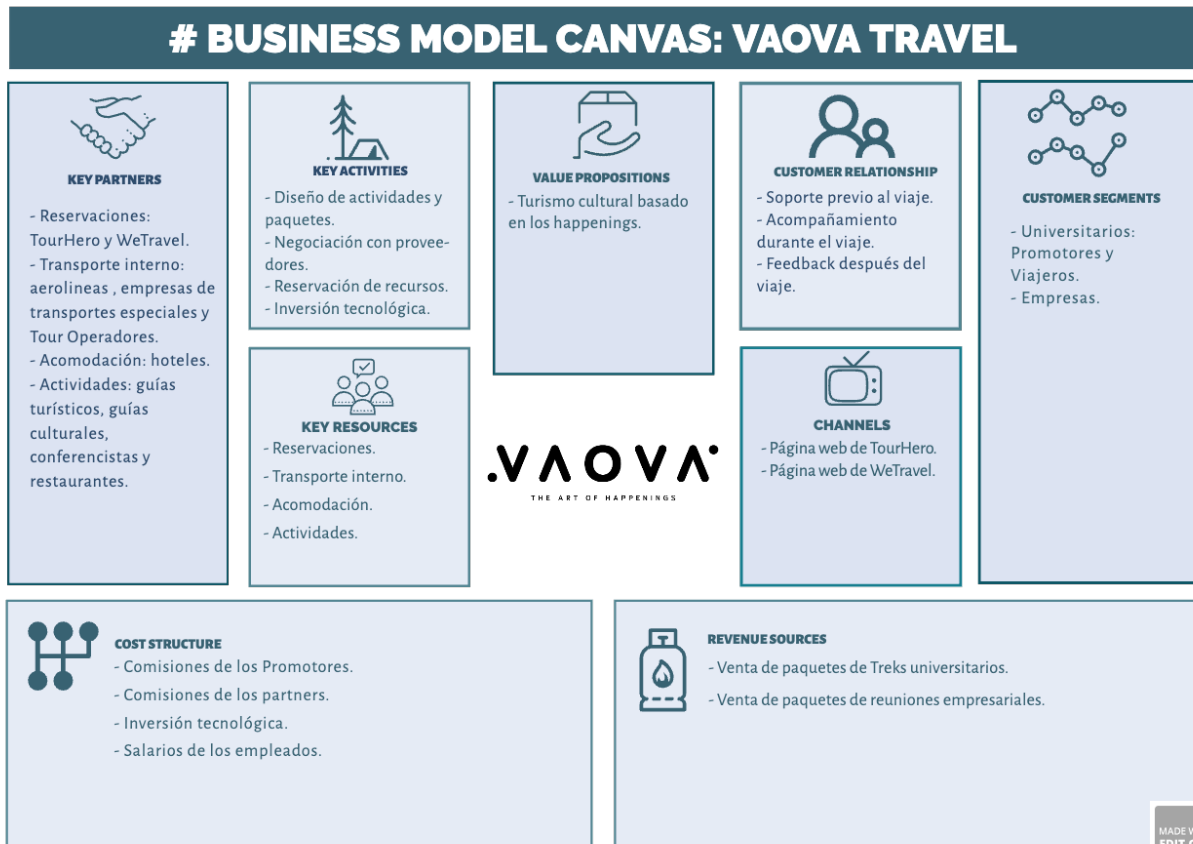 # BUSINESS MODEL CANVAS: VAOVA TRAVEL
KEY PARTNERS
- Reservaciones:
TourHero y WeTravel.
- Transporte interno:
aerolineas , empresas de
transportes especiales y
Tour Operadores.
- Acomodación: hoteles.
- Actividades: guías
turísticos, guías
culturales,
conferencistas y
restaurantes.
KEY ACTIVITIES
- Diseño de actividades y
paquetes.
- Negociación con provee-
dores.
- Reservación de recursos.
- Inversión tecnológica.
KEY RESOURCES
- Reservaciones.
- Transporte interno.
- Acomodación.
- Actividades.
VALUE PROPOSITIONS
- Turismo cultural basado
en los happenings.
.VAOVA
THE ART OF HAPPENINGS
CUSTOMER RELATIONSHIP
- Soporte previo al viaje.
- Acompañamiento
durante el viaje.
- Feedback después del
viaje.
CHANNELS
- Página web de TourHero.
- Página web de WeTravel.
CUSTOMER SEGMENTS
- Universitarios:
Promotores y
Viajeros.
- Empresas.
COST STRUCTURE
- Comisiones de los Promotores.
- Comisiones de los partners.
- Inversión tecnológica.
- Salarios de los empleados.
REVENUE SOURCES
- Venta de paquetes de Treks universitarios.
- Venta de paquetes de reuniones empresariales.
MADE